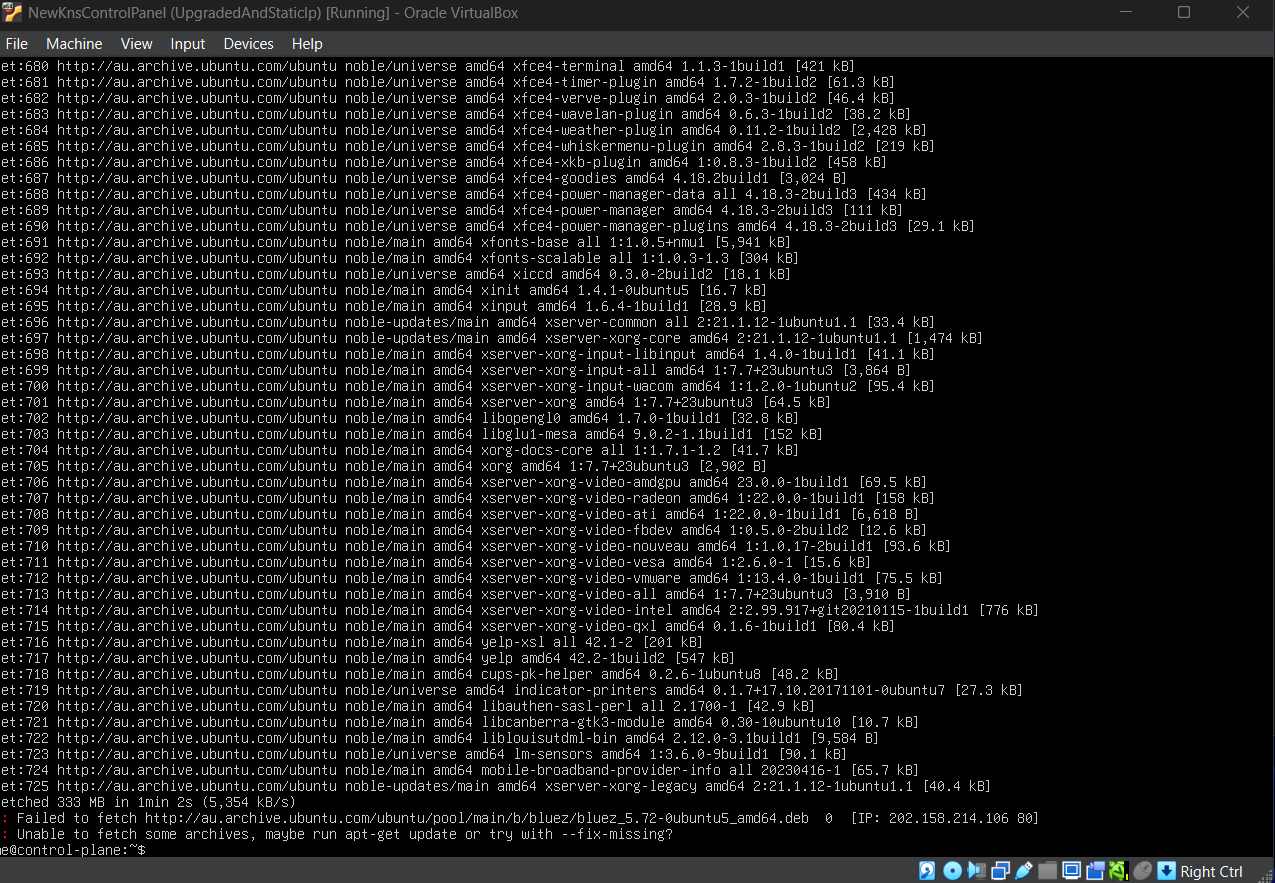 NewKnsControlPanel (UpgradedAndStaticIp) [Running] - Oracle VirtualBox
File Machine View Input Devices Help
et:680 http://au.archive.ubuntu.com/ubuntu noble/universe amd64 xfce4-terminal amd64 1.1.3-1build1 [421 kB]
et:681 http://au.archive.ubuntu.com/ubuntu noble/universe amd64 xfce4-timer-plugin amd64 1.7.2-1build2 [61.3 kB]
et:682 http://au.archive.ubuntu.com/ubuntu noble/universe amd64 xfce4-verve-plugin amd64 2.0.3-1build2 [46.4 kB]
et:683 http://au.archive.ubuntu.com/ubuntu noble/universe amd64 xfce4-wavelan-plugin amd64 0.6.3-1build2 [38.2 kB]
et:684 http://au.archive.ubuntu.com/ubuntu noble/universe amd64 xfce4-weather-plugin amd64 0.11.2-1build2 [2,428 kB]
et:685 http://au.archive.ubuntu.com/ubuntu noble/universe amd64 xfce4-whiskermenu-plugin amd64 2.8.3-1build2 [219 kB]
et:686 http://au.archive.ubuntu.com/ubuntu noble/universe amd64 xfce4-xkb-plugin amd64 1:0.8.3-1build2 [458 kB]
et:687 http://au.archive.ubuntu.com/ubuntu noble/universe amd64 xfce4-goodies amd64 4.18.2build1 [3,024 B]
et:688 http://au.archive.ubuntu.com/ubuntu noble/universe amd64 xfce4-power-manager-data all 4.18.3-2build3 [434 kB]
et:689 http://au.archive.ubuntu.com/ubuntu noble/universe amd64 xfce4-power-manager amd64 4.18.3-2build3 [111 kB]
et:690 http://au.archive.ubuntu.com/ubuntu noble/universe amd64 xfce4-power-manager-plugins amd64 4.18.3-2build3 [29.1 kB]
et:691 http://au.archive.ubuntu.com/ubuntu noble/main amd64 xfonts-base all 1:1.0.5+nmu1 [5,941 kB]
et:692 http://au.archive.ubuntu.com/ubuntu noble/main amd64 xfonts-scalable all 1:1.0.3-1.3 [304 kB]
et:693 http://au.archive.ubuntu.com/ubuntu noble/universe amd64 xiccd amd64 0.3.0-2build2 [18.1 kB]
et:694 http://au.archive.ubuntu.com/ubuntu noble/main amd64 xinit amd64 1.4.1-0ubuntu5 [16.7 kB]
et:695 http://au.archive.ubuntu.com/ubuntu noble/main amd64 xinput amd64 1.6.4-1build1 [28.9 kB]
et:696 http://au.archive.ubuntu.com/ubuntu noble-updates/main amd64 xserver-common all 2:21.1.12-1ubuntu1.1 [33.4 kB]
et:697 http://au.archive.ubuntu.com/ubuntu noble-updates/main amd64 xserver-xorg-core amd64 2:21.1.12-1ubuntu1.1 [1,474 kB]
et:698 http://au.archive.ubuntu.com/ubuntu noble/main amd64 xserver-xorg-input-libinput amd64 1.4.0-1build1 [41.1 kB]
et:699 http://au.archive.ubuntu.com/ubuntu noble/main amd64 xserver-xorg-input-all amd64 1:7.7+23ubuntu3 [3,864 B]
et:700 http://au.archive.ubuntu.com/ubuntu noble/main amd64 xserver-xorg-input-wacom amd64 1:1.2.0-1ubuntu2 [95.4 kB]
et:701 http://au.archive.ubuntu.com/ubuntu noble/main amd64 xserver-xorg amd64 1:7.7+23ubuntu3 [64.5 kB]
et:702 http://au.archive.ubuntu.com/ubuntu noble/main amd64 libopengl0 amd64 1.7.0-1build1 [32.8 kB]
et:703 http://au.archive.ubuntu.com/ubuntu noble/main amd64 libglu1-mesa amd64 9.0.2-1.1build1 [152 kB]
et:704 http://au.archive.ubuntu.com/ubuntu noble/main amd64 xorg-docs-core all 1:1.7.1-1.2 [41.7 kB]
et:705 http://au.archive.ubuntu.com/ubuntu noble/main amd64 xorg amd64 1:7.7+23ubuntu3 [2,902 B]
et:706 http://au.archive.ubuntu.com/ubuntu noble/main amd64 xserver-xorg-video-amdgpu amd64 23.0.0-1build1 [69.5 kB]
et:707 http://au.archive.ubuntu.com/ubuntu noble/main amd64 xserver-xorg-video-radeon amd64 1:22.0.0-1build1 [158 kB]
et:708 http://au.archive.ubuntu.com/ubuntu noble/main amd64 xserver-xorg-video-ati amd64 1:22.0.0-1build1 [6,618 B]
et:709 http://au.archive.ubuntu.com/ubuntu noble/main amd64 xserver-xorg-video-fbdev amd64 1:0.5.0-2build2 [12.6 kB]
et:710 http://au.archive.ubuntu.com/ubuntu noble/main amd64 xserver-xorg-video-nouveau amd64 1:1.0.17-2build1 [93.6 kB]
et:711 http://au.archive.ubuntu.com/ubuntu noble/main amd64 xserver-xorg-video-vesa amd64 1:2.6.0-1 [15.6 kB]
et:712 http://au.archive.ubuntu.com/ubuntu noble/main amd64 xserver-xorg-video-vmware amd64 1:13.4.0-1build1 [75.5 kB]
et:713 http://au.archive.ubuntu.com/ubuntu noble/main amd64 xserver-xorg-video-all amd64 1:7.7+23ubuntu3 [3,910 B]
et:714 http://au.archive.ubuntu.com/ubuntu noble/main amd64 xserver-xorg-video-intel amd64 2:2.99.917+git20210115-1build1 [776 kB]
et:715 http://au.archive.ubuntu.com/ubuntu noble/main amd64 xserver-xorg-video-qxl amd64 0.1.6-1build1 [80.4 kB]
et:716 http://au.archive.ubuntu.com/ubuntu noble/main amd64 yelp-xsl all 42.1-2 [201 kB]
et:717 http://au.archive.ubuntu.com/ubuntu noble/main amd64 yelp amd64 42.2-1build2 [547 kB]
et:718 http://au.archive.ubuntu.com/ubuntu noble/main amd64 cups-pk-helper amd64 0.2.6-1ubuntu8 [48.2 kB]
et:719 http://au.archive.ubuntu.com/ubuntu noble/universe amd64 indicator-printers amd64 0.1.7+17.10.20171101-0ubuntu7 [27.3 kB]
et:720 http://au.archive.ubuntu.com/ubuntu noble/main amd64 libauthen-sasl-perl all 2.1700-1 [42.9 kB]
et:721 http://au.archive.ubuntu.com/ubuntu noble/main amd64 libcanberra-gtk3-module amd64 0.30-10ubuntu10 [10.7 kB]
et:722 http://au.archive.ubuntu.com/ubuntu noble/main amd64 liblouisutdml-bin amd64 2.12.0-3.1build1 [9,584 B]
et:723 http://au.archive.ubuntu.com/ubuntu noble/universe amd64 lm-sensors amd64 1:3.6.0-9build1 [90.1 kB]
et:724 http://au.archive.ubuntu.com/ubuntu noble/main amd64 mobile-broadband-provider-info all 20230416-1 [65.7 kB]
et:725 http://au.archive.ubuntu.com/ubuntu noble-updates/main amd64 xserver-xorg-legacy amd64 2:21.1.12-1ubuntu1.1 [40.4 kB]
etched 333 MB in 1min 2s (5,354 kB/s)
: Failed to fetch http://au.archive.ubuntu.com/ubuntu/pool/main/b/bluez/bluez_5.72-0ubuntu5_amd64.deb 0 [IP: 202.158.214.106 80]
: Unable to fetch some archives, maybe run apt-get update or try with --fix-missing?
e@control-plane:~$
Right Ctrl